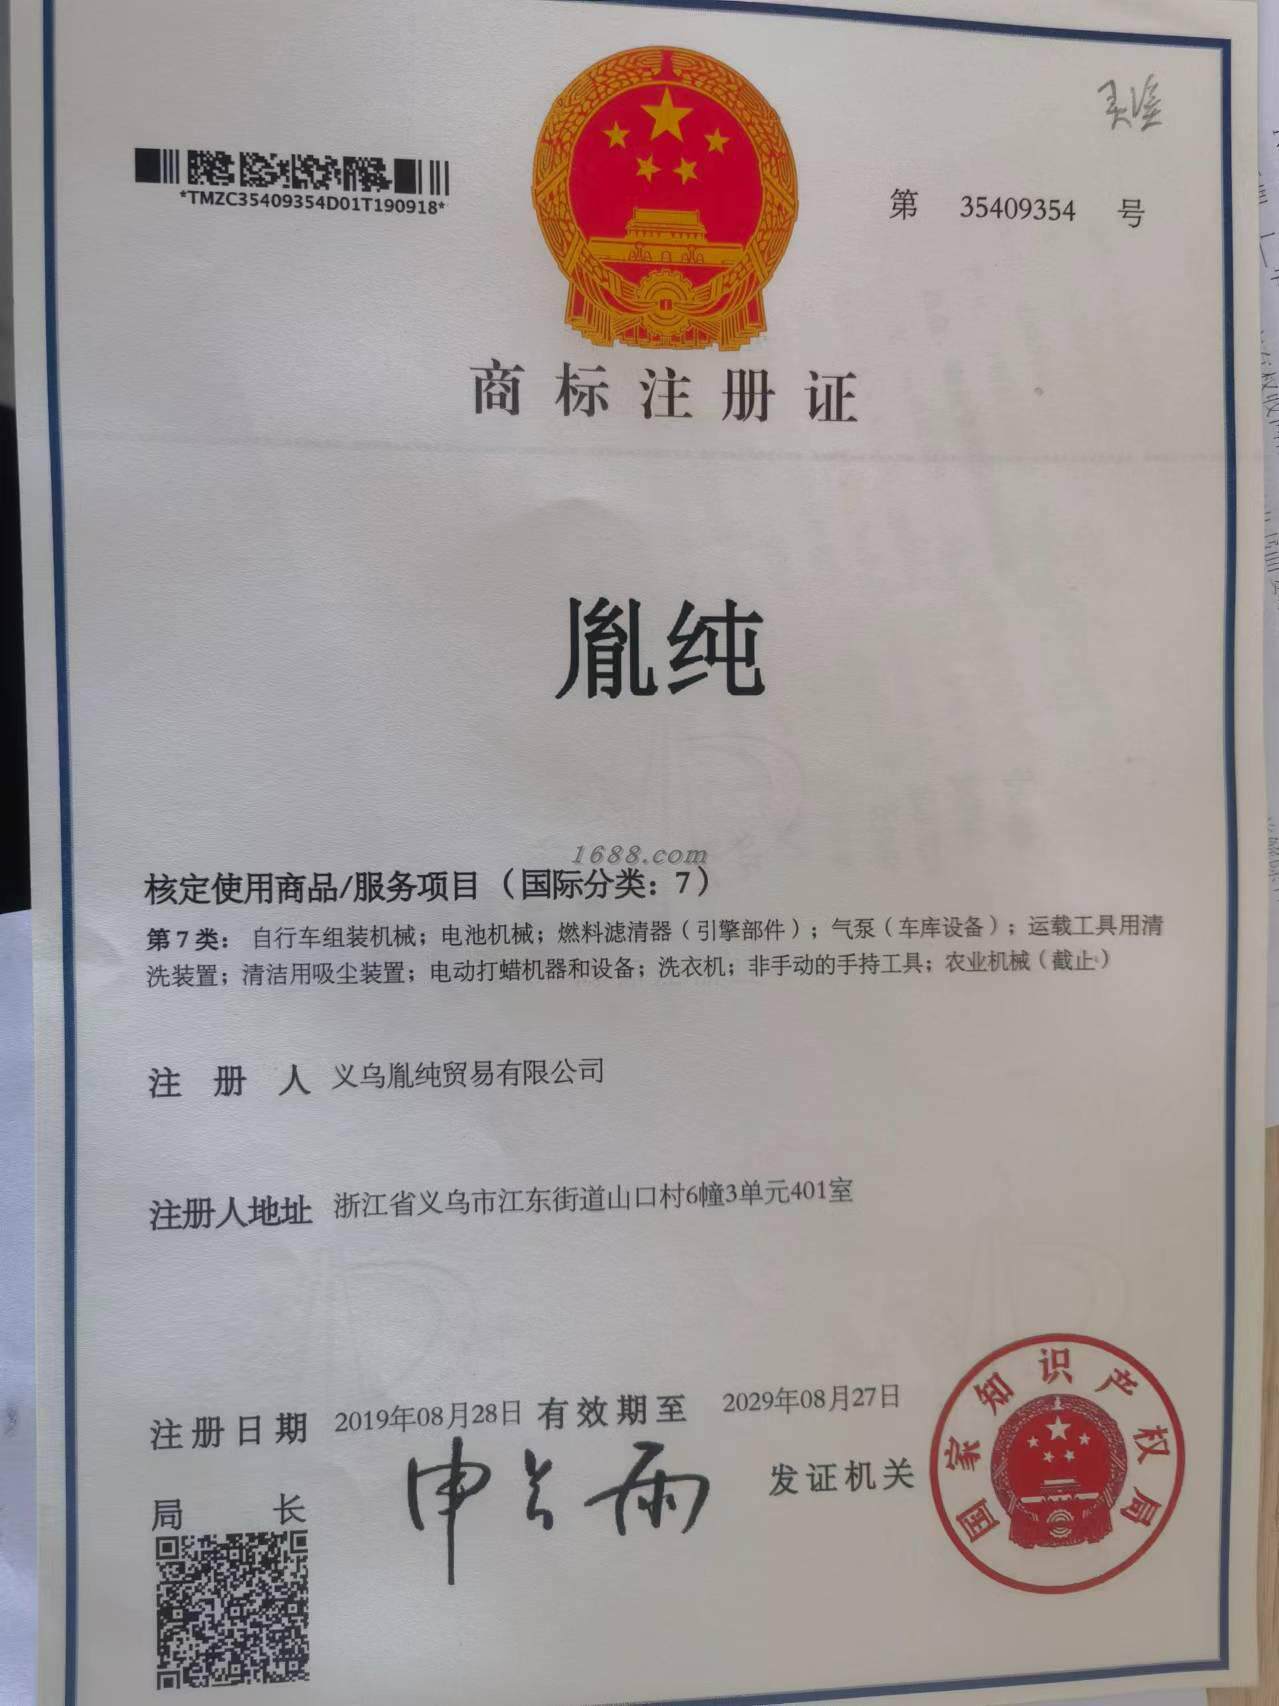 *TMZC35409354D01T190918*
第 35409354 号
商标注册证
胤纯
1688.com
核定使用商品/服务项目（国际分类：7）
第7类：自行车组装机械；电池机械；燃料滤清器（引擎部件）；气泵（车库设备）；运载工具用清
洗装置；清洁用吸尘装置；电动打蜡机器和设备；洗衣机；非手动的手持工具；农业机械（截止）
注册人 义乌胤纯贸易有限公司
注册人地址 浙江省义乌市江东街道山口村6幢3单元401室
注册日期 2019年08月28日 有效期至 2029年08月27日
局长 申长雨 发证机关
国家知识产权局